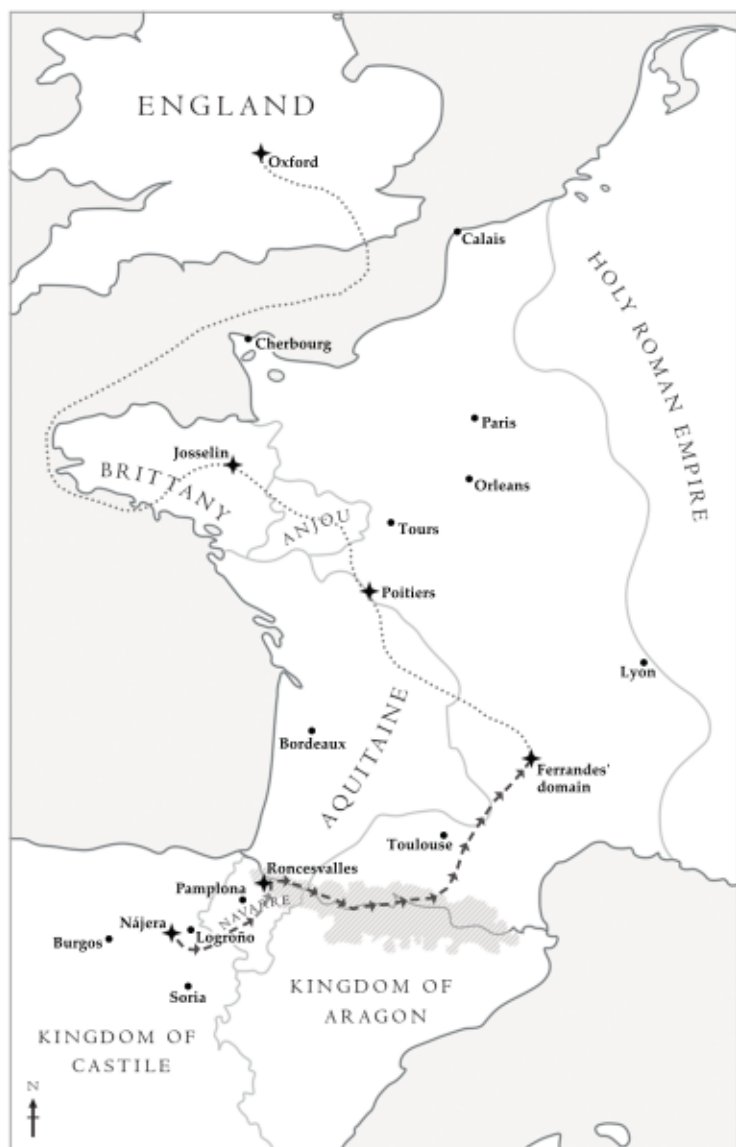 ENGLAND
Oxford
Calais
HOLY ROMAN EMPIRE
Cherbourg
Paris
Josselin
BRITTANY
Orleans
ANJOU
Tours
Poitiers
Lyon
AQUITAINE
Bordeaux
Ferrandes'
domain
Toulouse
Roncesvalles
Pamplona
NAVARRE
Nájera
Logroño
Burgos
Soria
KINGDOM OF
ARAGON
KINGDOM OF
CASTILE
N